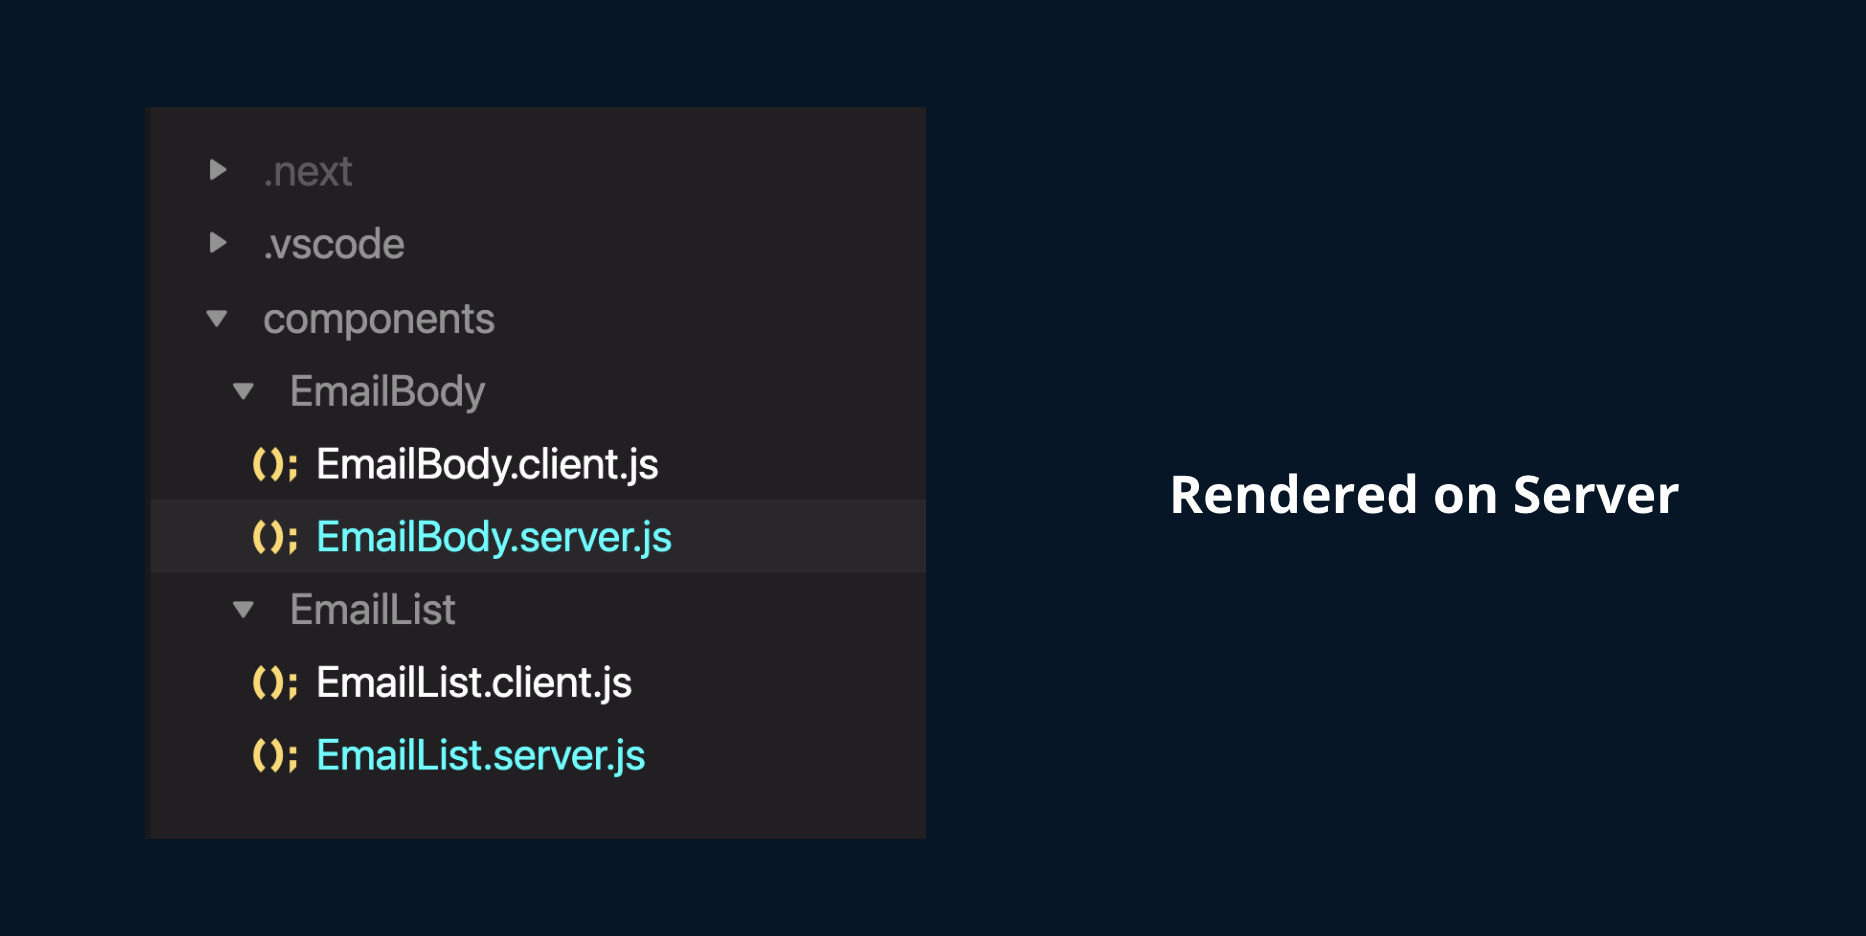 .next
.vscode
components
EmailBody
(); EmailBody.client.js
(); EmailBody.server.js
EmailList
(); EmailList.client.js
(); EmailList.server.js
Rendered on Server